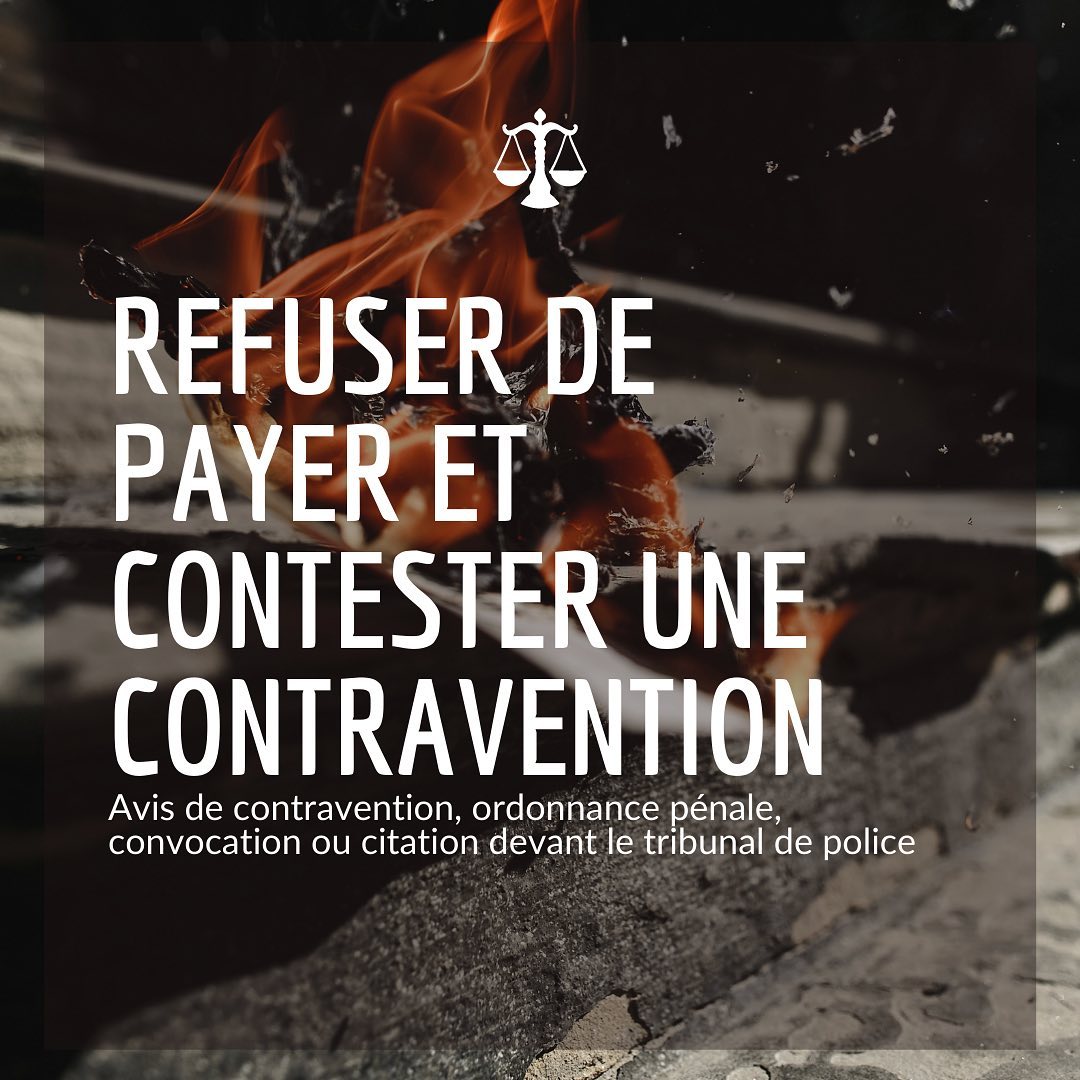 REFUSER DE
PAYER ET
CONTESTER UNE
CONTRAVENTION
Avis de contravention, ordonnance pénale,
convocation ou citation devant le tribunal de police